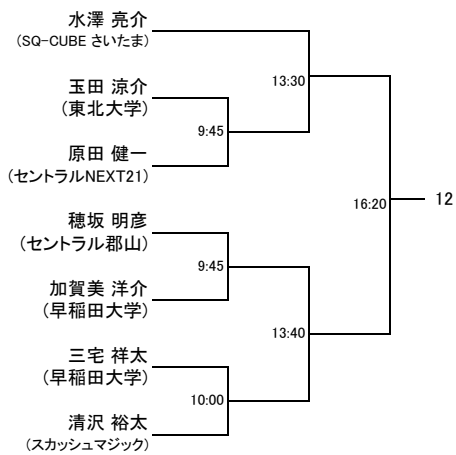 水澤 亮介
(SQ-CUBE さいたま)
13:30
玉田 涼介
(東北大学)
9:45
原田 健一
(セントラルNEXT21)
16:20
12
穂坂 明彦
(セントラル郡山)
9:45
加賀美 洋介
(早稲田大学)
13:40
三宅 祥太
(早稲田大学)
10:00
清沢 裕太
(スカッシュマジック)